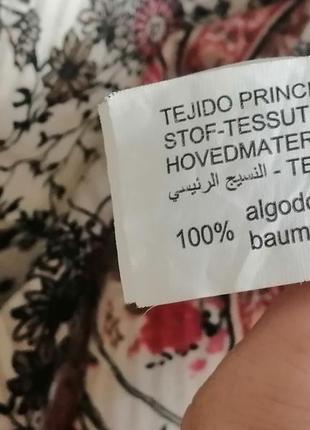 TEJIDO PRINC
STOF-TESSUT
HOVEDMATER
النسيج الرئيسي - TE
algodo
100% baum